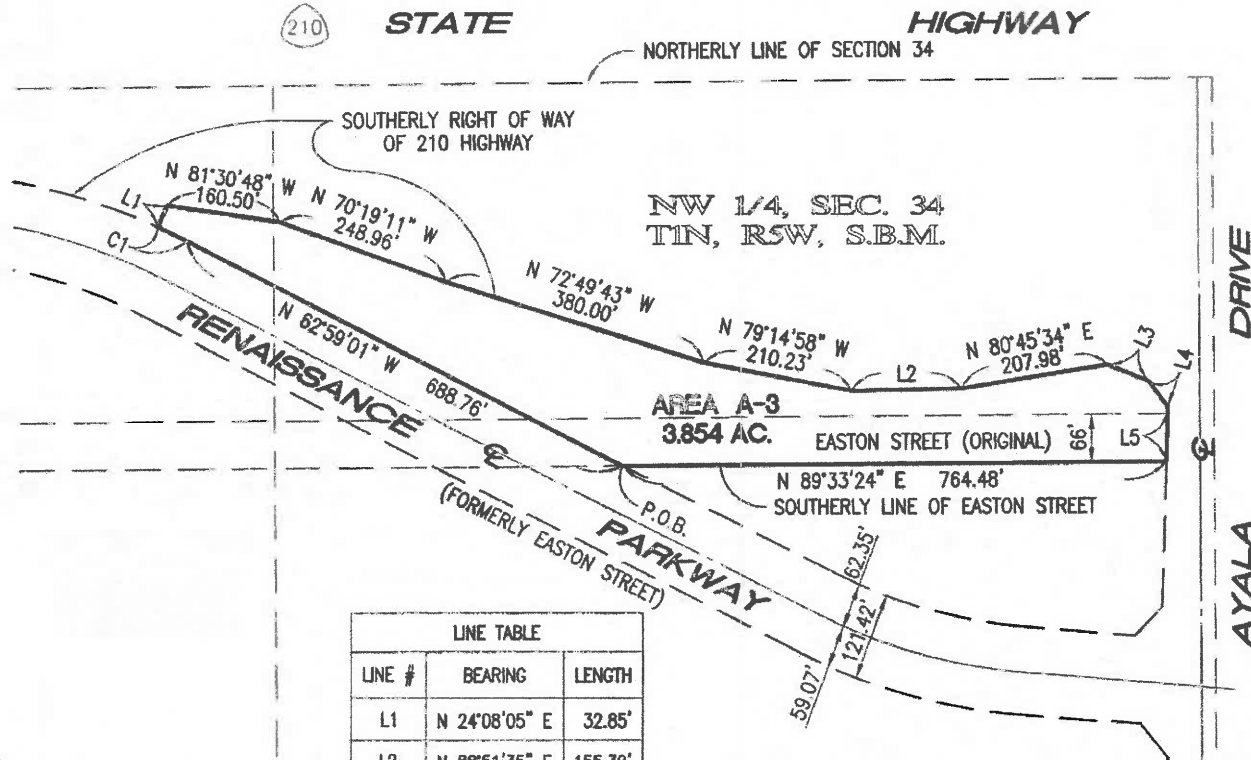 210 STATE HIGHWAY
NORTHERLY LINE OF SECTION 34
SOUTHERLY RIGHT OF WAY
OF 210 HIGHWAY
N 81°30'48" W
160.50'
N 70°19'11" W
248.96'
L1
C1
NW 1/4, SEC. 34
T1N, R5W, S.B.M.
N 72°49'43" W
380.00'
N 79°14'58" W
210.23'
L2
N 80°45'34" E
207.98'
L3
L4
DRIVE
N 62°59'01" W 688.76'
RENAISSANCE
AREA A-3
3.854 AC.
EASTON STREET (ORIGINAL)
66'
L5
N 89°33'24" E 764.48'
SOUTHERLY LINE OF EASTON STREET
P.O.B.
PARKWAY
(FORMERLY EASTON STREET)
62.35'
121.42'
59.07'
AYALA
LINE TABLE
LINE # BEARING LENGTH
L1 N 24°08'05" E 32.85'
L2